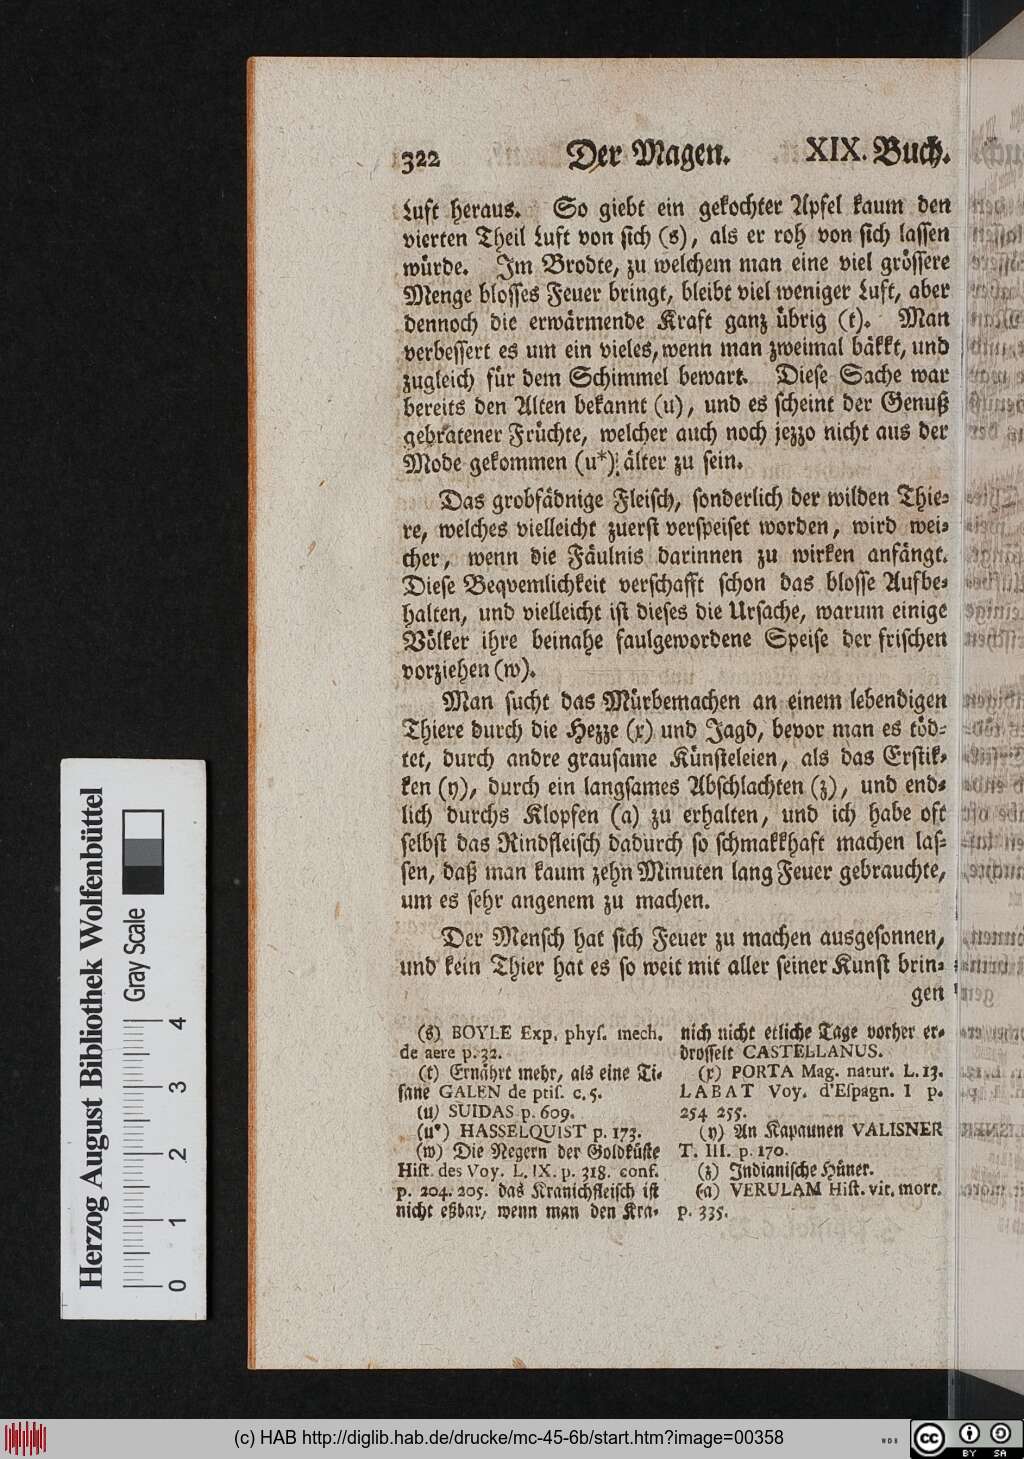 322 Der Magen. XIX. Buch.
Luft heraus. So giebt ein gekochter Apfel kaum den
vierten Theil Luft von sich (s), als er roh von sich lassen
würde. Im Brodte, zu welchem man eine viel grössere
Menge blosses Feuer bringt, bleibt viel weniger Luft, aber
dennoch die erwärmende Kraft ganz übrig (t). Man
verbessert es um ein vieles, wenn man zweimal bäkkt, und
zugleich für dem Schimmel bewart. Diese Sache war
bereits den Alten bekannt (u), und es scheint der Genuß
gebratener Früchte, welcher auch noch jezzo nicht aus der
Mode gekommen (u*) älter zu sein.
Das grobfädnige Fleisch, sonderlich der wilden Thie-
re, welches vielleicht zuerst verspeiset worden, wird wei-
cher, wenn die Fäulnis darinnen zu wirken anfängt.
Diese Beqvemlichkeit verschafft schon das blosse Aufbe-
halten, und vielleicht ist dieses die Ursache, warum einige
Völker ihre beinahe faulgewordene Speise der frischen
vorziehen (w).
Man sucht das Mürbemachen an einem lebendigen
Thiere durch die Hezze (x) und Jagd, bevor man es töd-
tet, durch andre grausame Künsteleien, als das Erstik-
ken (y), durch ein langsames Abschlachten (z), und end-
lich durchs Klopfen (a) zu erhalten, und ich habe oft
selbst das Rindfleisch dadurch so schmakkhaft machen las-
sen, daß man kaum zehn Minuten lang Feuer gebrauchte,
um es sehr angenem zu machen.
Der Mensch hat sich Feuer zu machen ausgesonnen,
und kein Thier hat es so weit mit aller seiner Kunst brin-
gen
(s) BOYLE Exp. phys. mech.
de aere p. 32.
(t) Ernährt mehr, als eine Ti-
sane GALEN de ptis. c. 5.
(u) SUIDAS p. 609.
(u*) HASSELQUIST p. 173.
(w) Die Negern der Goldküste
Hist. des Voy. L. IX. p. 318. conf.
p. 204. 205. das Kranichfleisch ist
nicht eßbar, wenn man den Kra-
nich nicht etliche Tage vorher er-
drosselt CASTELLANUS.
(x) PORTA Mag. natur. L. 13.
LABAT Voy. d'Espagn. I p.
254 255.
(y) An Kapaunen VALISNER
T. III. p. 170.
(z) Indianische Hüner.
(a) VERULAM Hist. vit. mort.
p. 335.
Herzog August Bibliothek Wolfenbüttel
Gray Scale
0 1 2 3 4
(c) HAB http://diglib.hab.de/drucke/mc-45-6b/start.htm?image=00358
WDB
cc BY SA